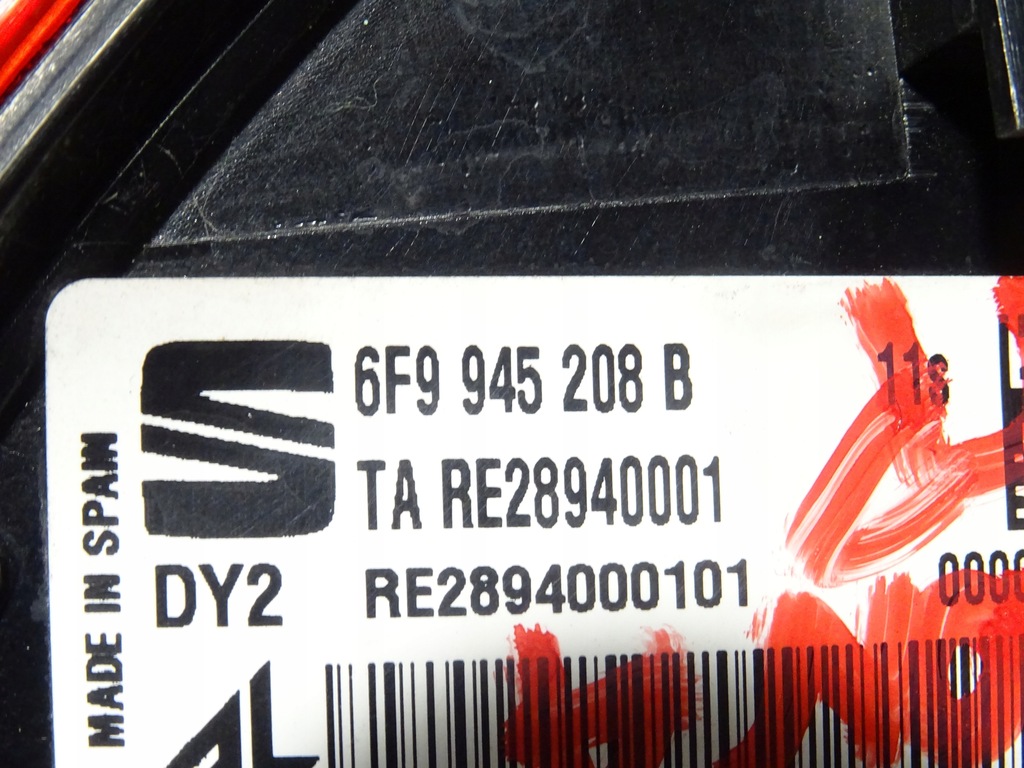 6F9 945 208 B
TA RE28940001
DY2 RE2894000101
MADE IN SPAIN